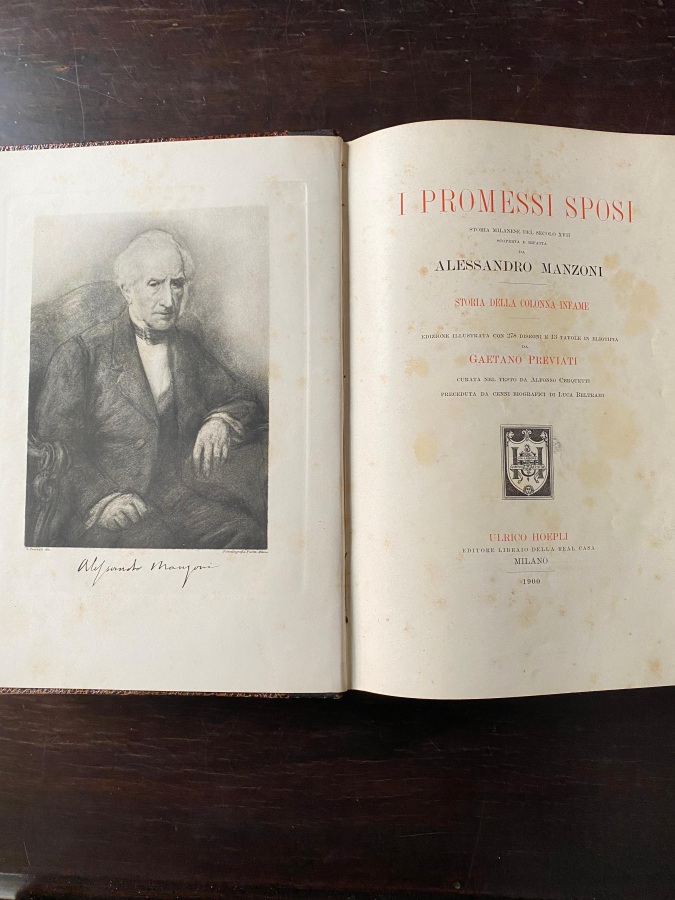 Alessandro Manzoni
I PROMESSI SPOSI
STORIA MILANESE DEL SECOLO XVII
SCOPERTA E RIFATTA
DA
ALESSANDRO MANZONI
STORIA DELLA COLONNA INFAME
EDIZIONE ILLUSTRATA CON 278 DISEGNI E 13 TAVOLE IN ELIOTIPIA
DA
GAETANO PREVIATI
CURATA NEL TESTO DA ALFONSO CERQUETTI
PRECEDUTA DA CENNI BIOGRAFICI DI LUCA BELTRAMI
ULRICO HOEPLI
EDITORE LIBRAIO DELLA REAL CASA
MILANO
1900